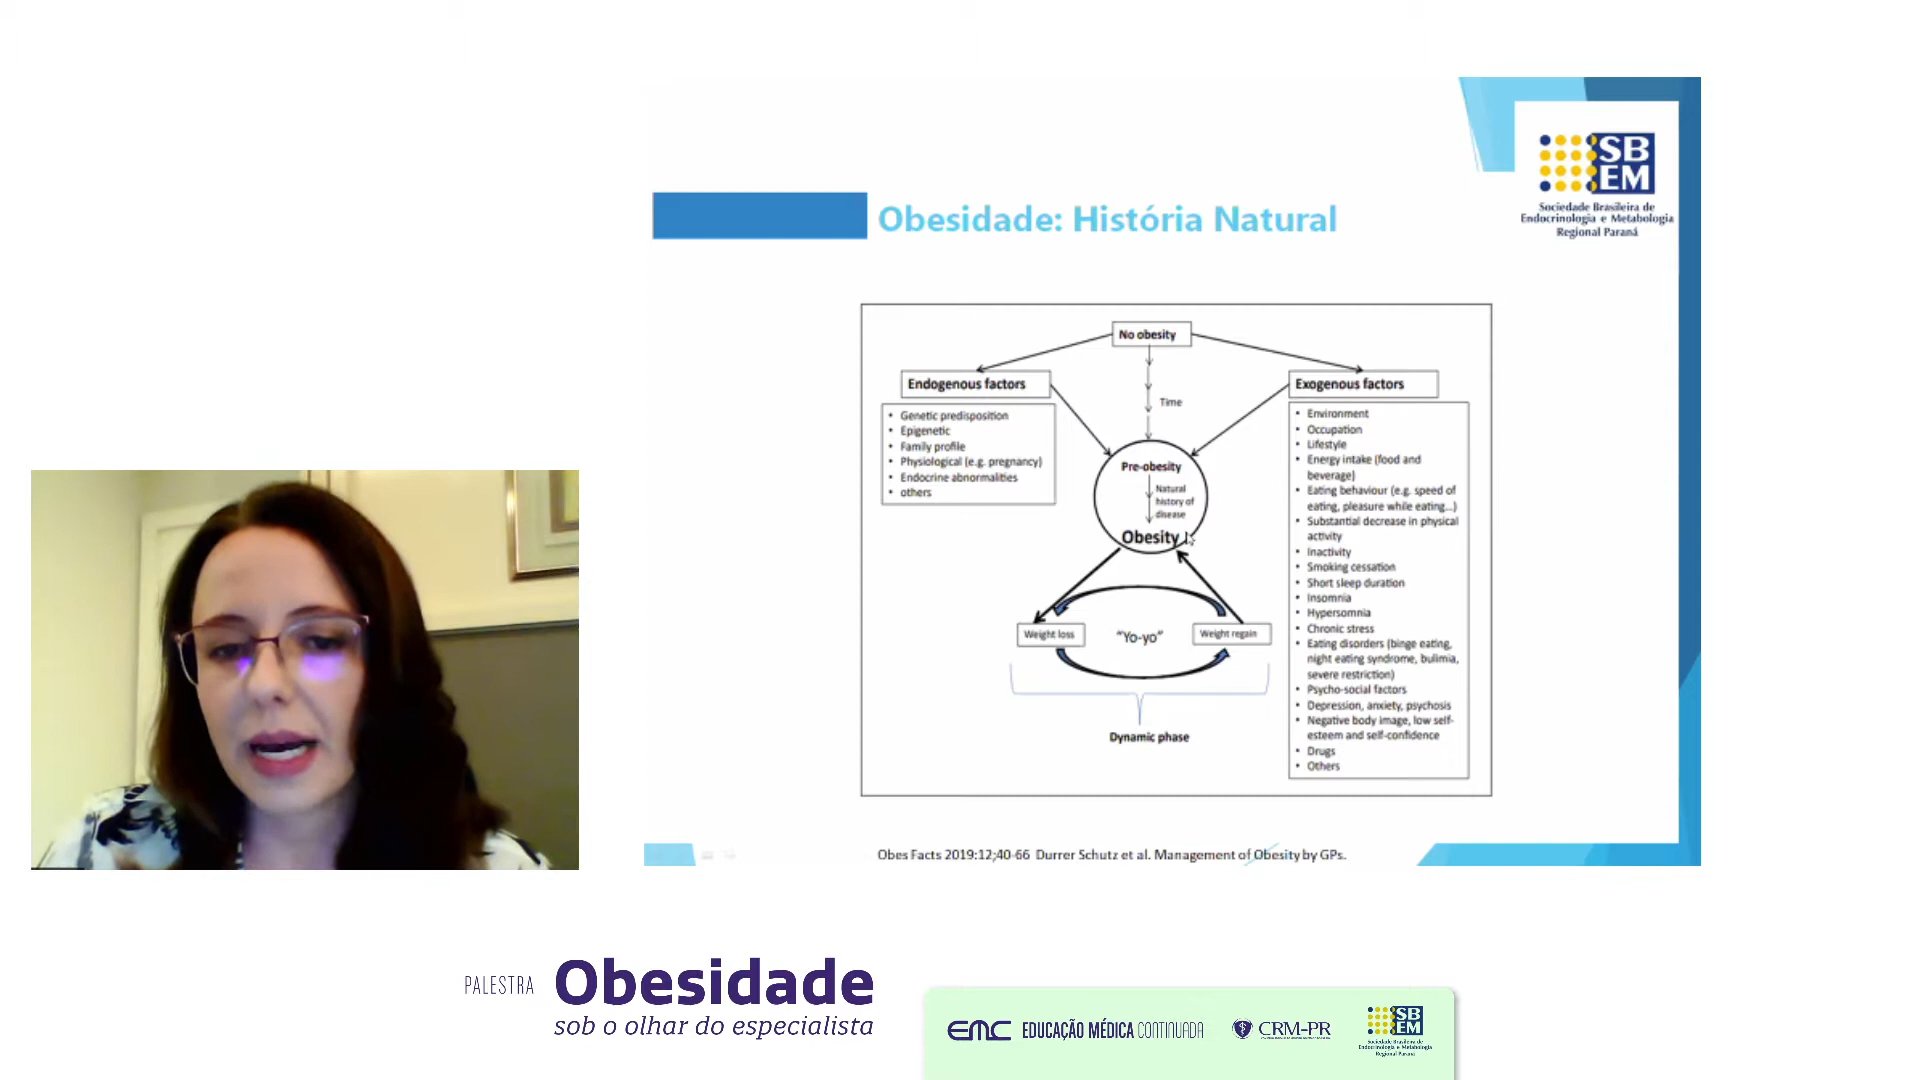 SB
EM
Sociedade Brasileira de
Endocrinologia e Metabologia
Regional Paraná
Obesidade: História Natural
No obesity
Endogenous factors
• Genetic predisposition
• Epigenetic
• Family profile
• Physiological (e.g. pregnancy)
• Endocrine abnormalities
• others
Time
Pre-obesity
Natural
history of
disease
Obesity
Weight loss
"Yo-yo"
Weight regain
Dynamic phase
Exogenous factors
• Environment
• Occupation
• Lifestyle
• Energy intake (food and
beverage)
• Eating behaviour (e.g. speed of
eating, pleasure while eating...)
• Substantial decrease in physical
activity
• Inactivity
• Smoking cessation
• Short sleep duration
• Insomnia
• Hypersomnia
• Chronic stress
• Eating disorders (binge eating,
night eating syndrome, bulimia,
severe restriction)
• Psycho-social factors
• Depression, anxiety, psychosis
• Negative body image, low self-
esteem and self-confidence
• Drugs
• Others
Obes Facts 2019:12;40-66 Durrer Schutz et al. Management of Obesity by GPs.
PALESTRA
Obesidade
sob o olhar do especialista
EMC EDUCAÇÃO MÉDICA CONTINUADA
CRM-PR
SB
EM
Sociedade Brasileira de
Endocrinologia e Metabologia
Regional Paraná